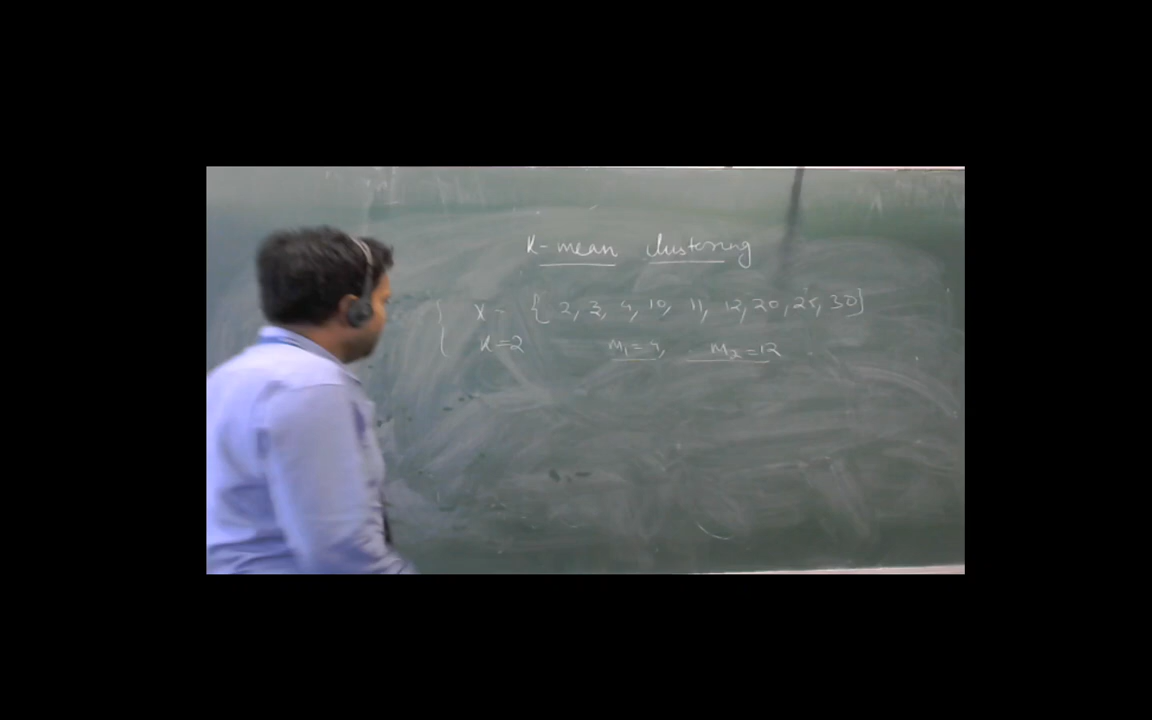 K-mean clustering
X = { 2, 3, 4, 10, 11, 12, 20, 25, 30}
K=2 M₁ = 4, M₂ = 12